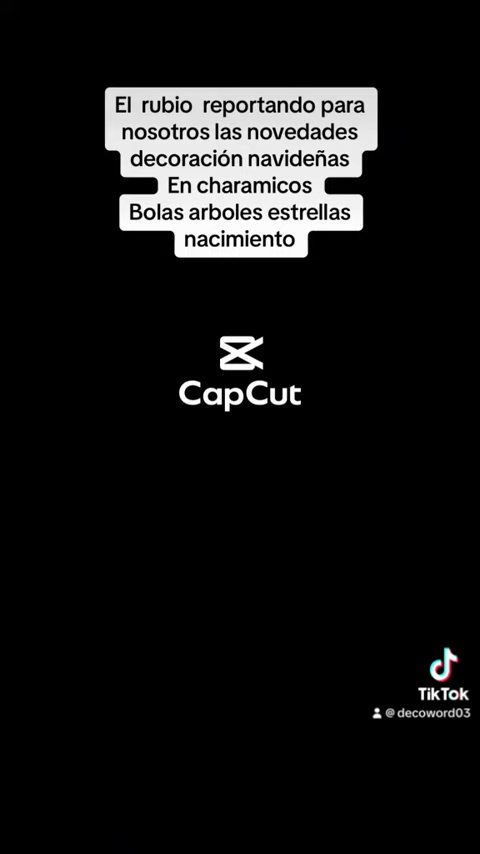 El rubio reportando para
nosotros las novedades
decoración navideñas
En charamicos
Bolas arboles estrellas
nacimiento
CapCut
TikTok
@decoword03